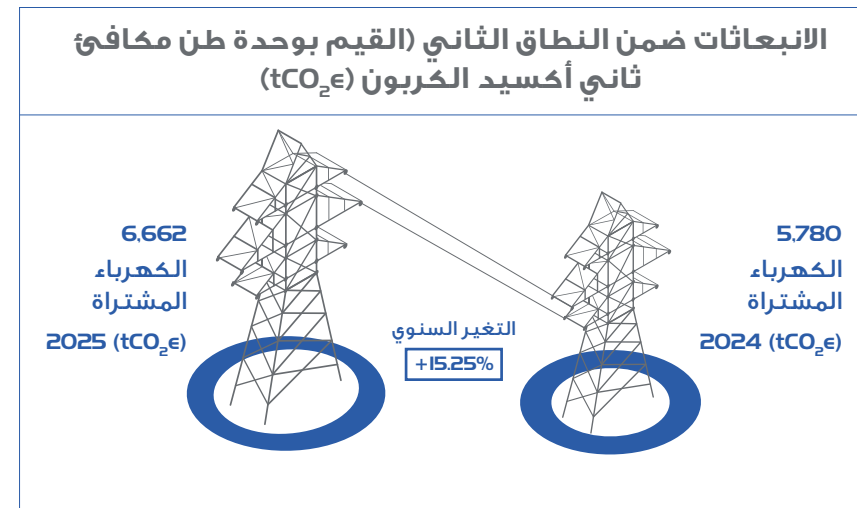 الانبعاثات ضمن النطاق الثاني (القيم بوحدة طن مكافئ
ثاني أكسيد الكربون (tCO₂e)
5,780
الكهرباء
المشتراة
2024 (tCO₂e)
التغير السنوي
+15.25%
6,662
الكهرباء
المشتراة
2025 (tCO₂e)